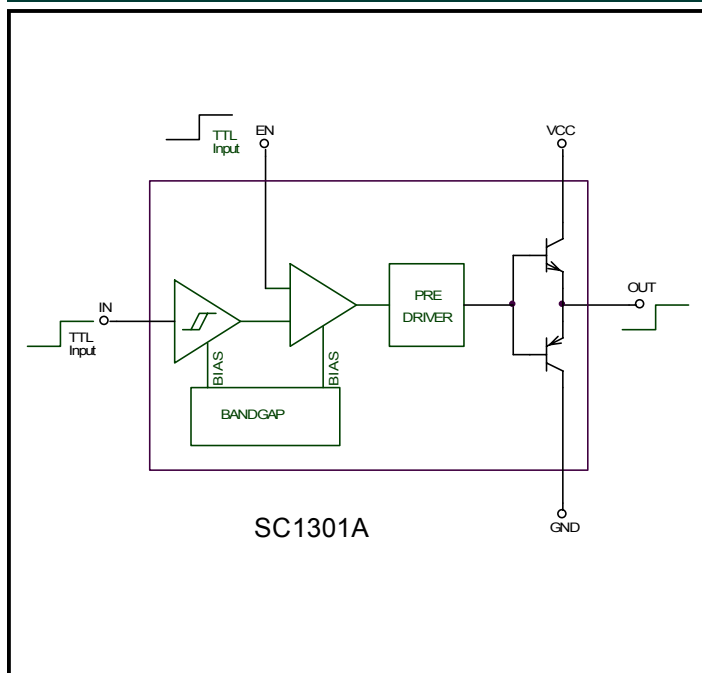 TTL
Input
EN
VCC
IN
TTL
Input
PRE
DRIVER
OUT
BIAS
BIAS
BANDGAP
SC1301A
GND